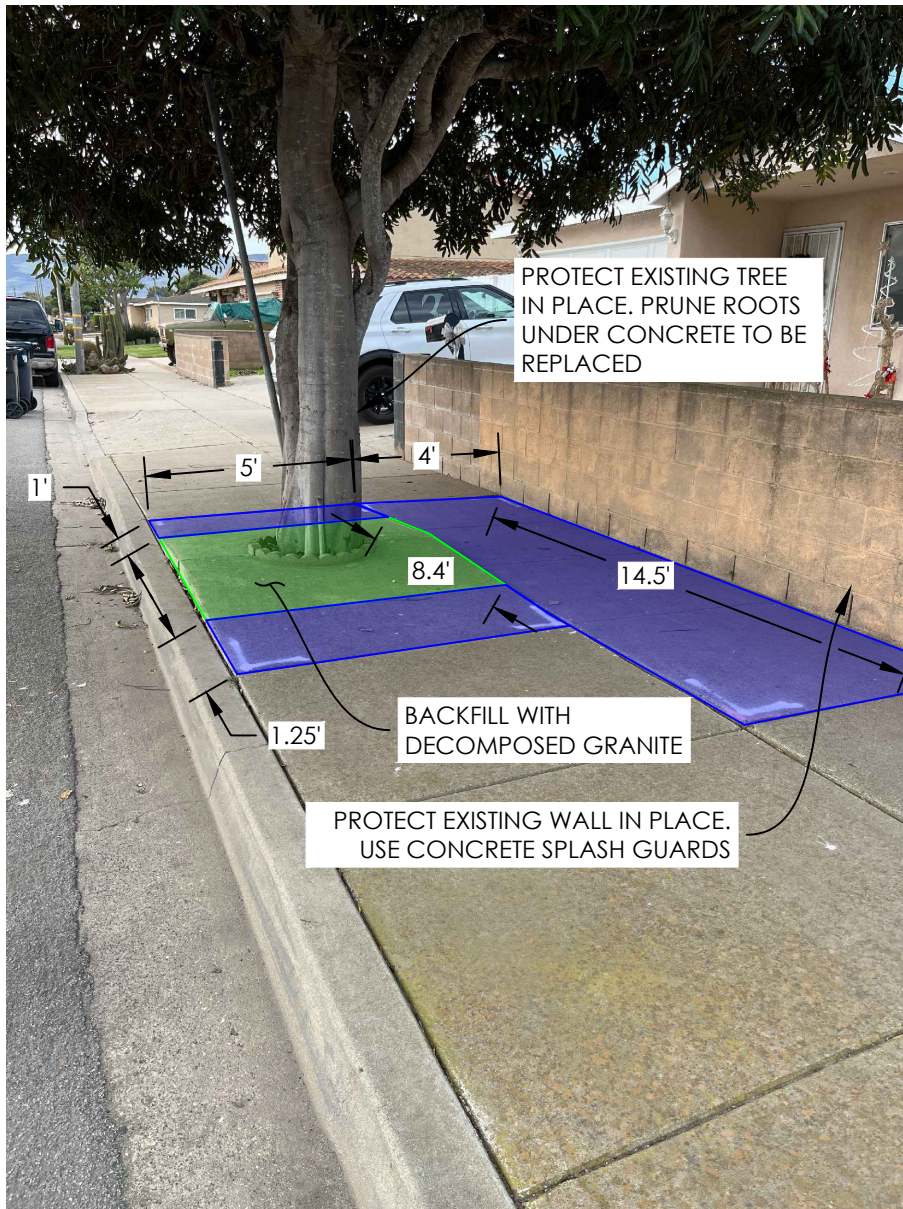 PROTECT EXISTING TREE
IN PLACE. PRUNE ROOTS
UNDER CONCRETE TO BE
REPLACED
5'
4'
1'
8.4'
14.5'
1.25'
BACKFILL WITH
DECOMPOSED GRANITE
PROTECT EXISTING WALL IN PLACE.
USE CONCRETE SPLASH GUARDS